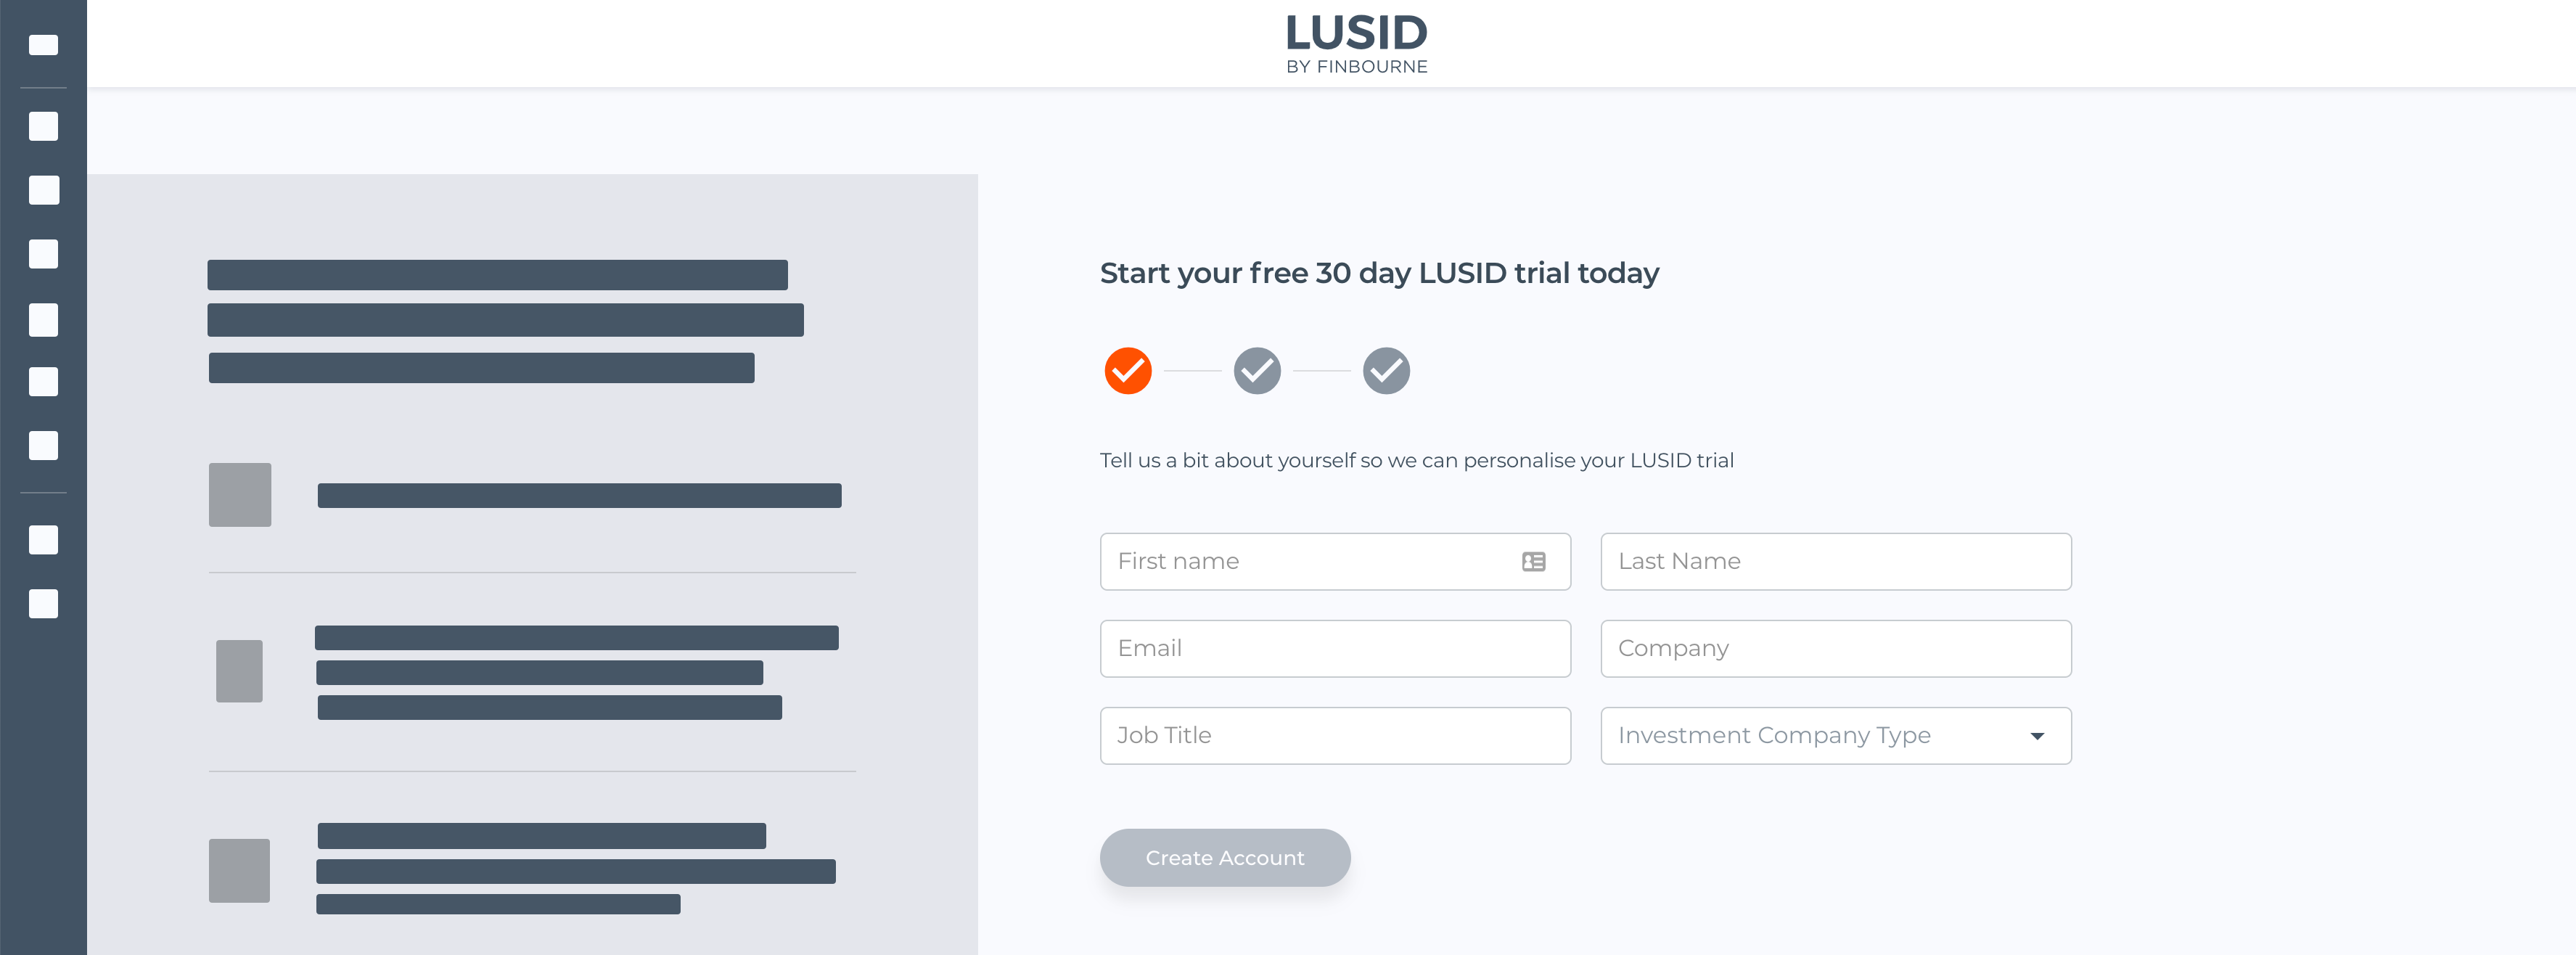 LUSID
BY FINBOURNE
Start your free 30 day LUSID trial today
Tell us a bit about yourself so we can personalise your LUSID trial
First name
Last Name
Email
Company
Job Title
Investment Company Type
Create Account